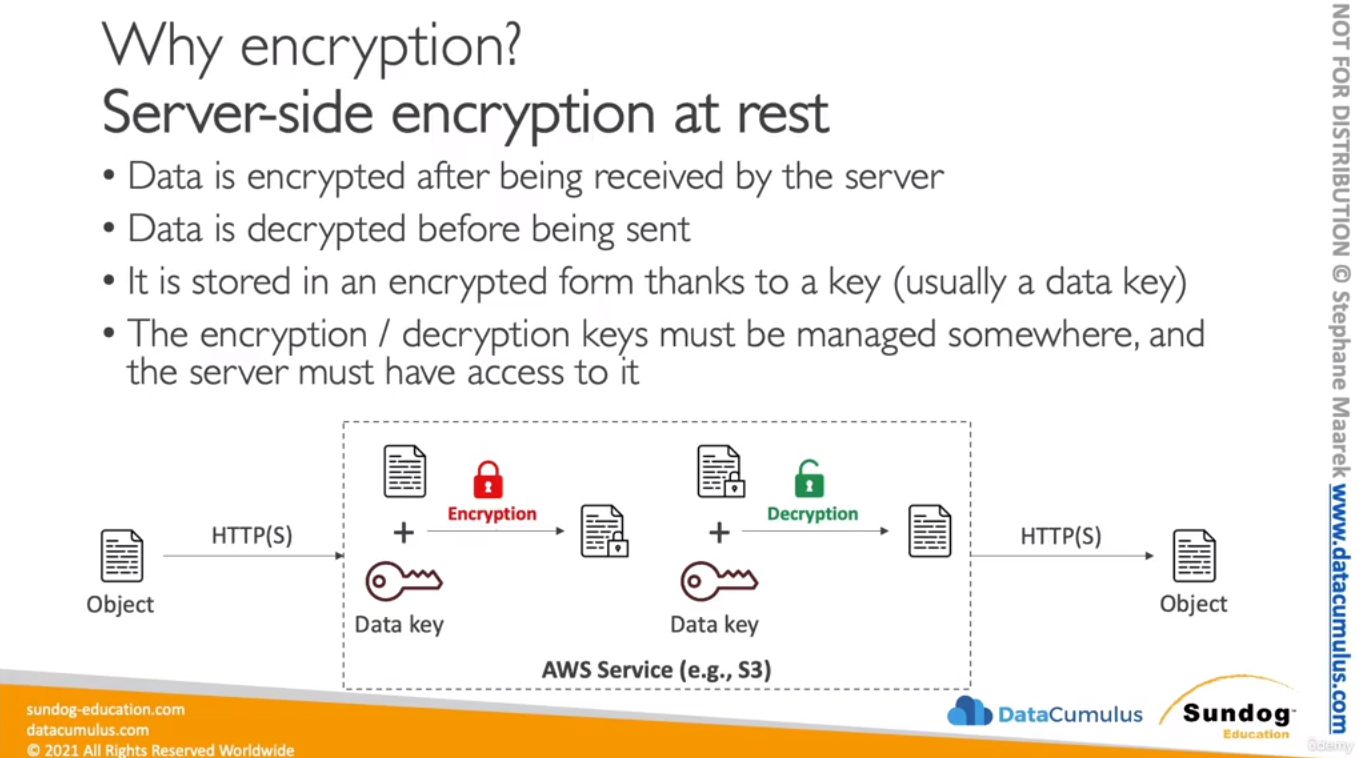 Why encryption?
Server-side encryption at rest
• Data is encrypted after being received by the server
• Data is decrypted before being sent
• It is stored in an encrypted form thanks to a key (usually a data key)
• The encryption / decryption keys must be managed somewhere, and
the server must have access to it
Object
HTTP(S)
+
Data key
Encryption
+
Data key
Decryption
AWS Service (e.g., S3)
HTTP(S)
Object
sundog-education.com
datacumulus.com
© 2021 All Rights Reserved Worldwide
DataCumulus
Sundog
Education
NOT FOR DISTRIBUTION © Stephane Maarek www.datacumulus.com
ûdemy